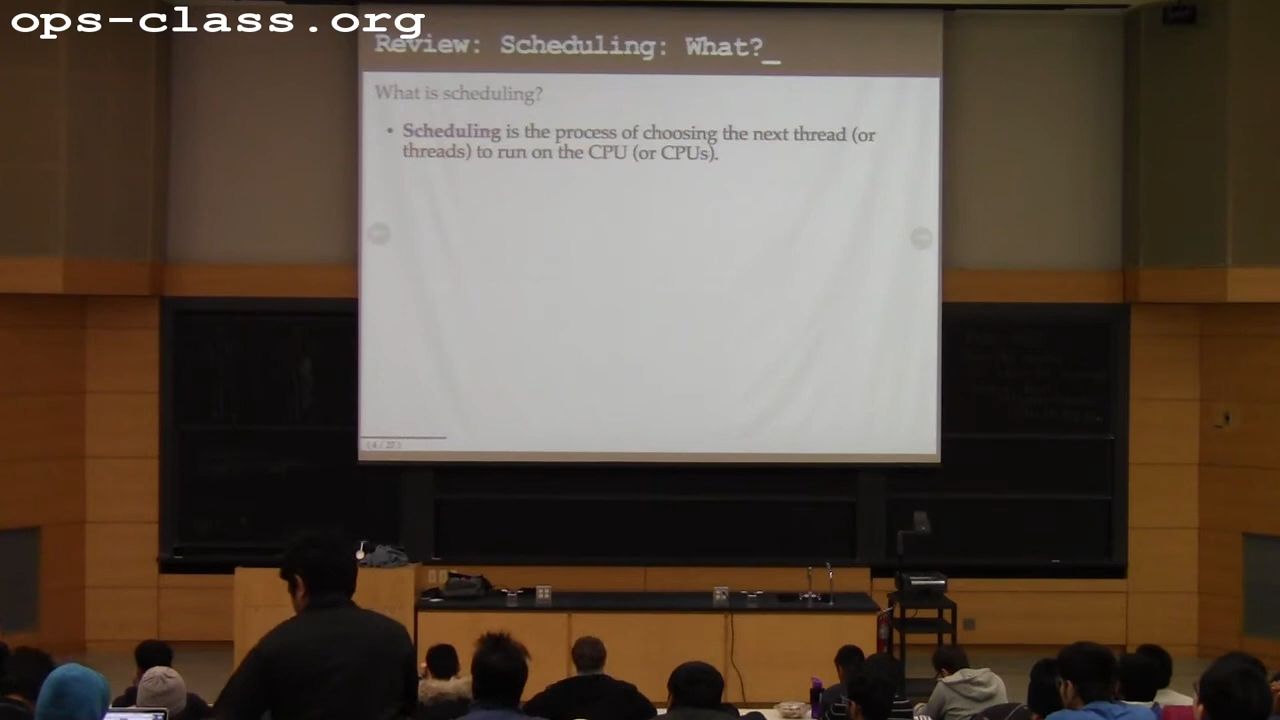 ops-class.org
Review: Scheduling: What?_
What is scheduling?
• Scheduling is the process of choosing the next thread (or
threads) to run on the CPU (or CPUs).